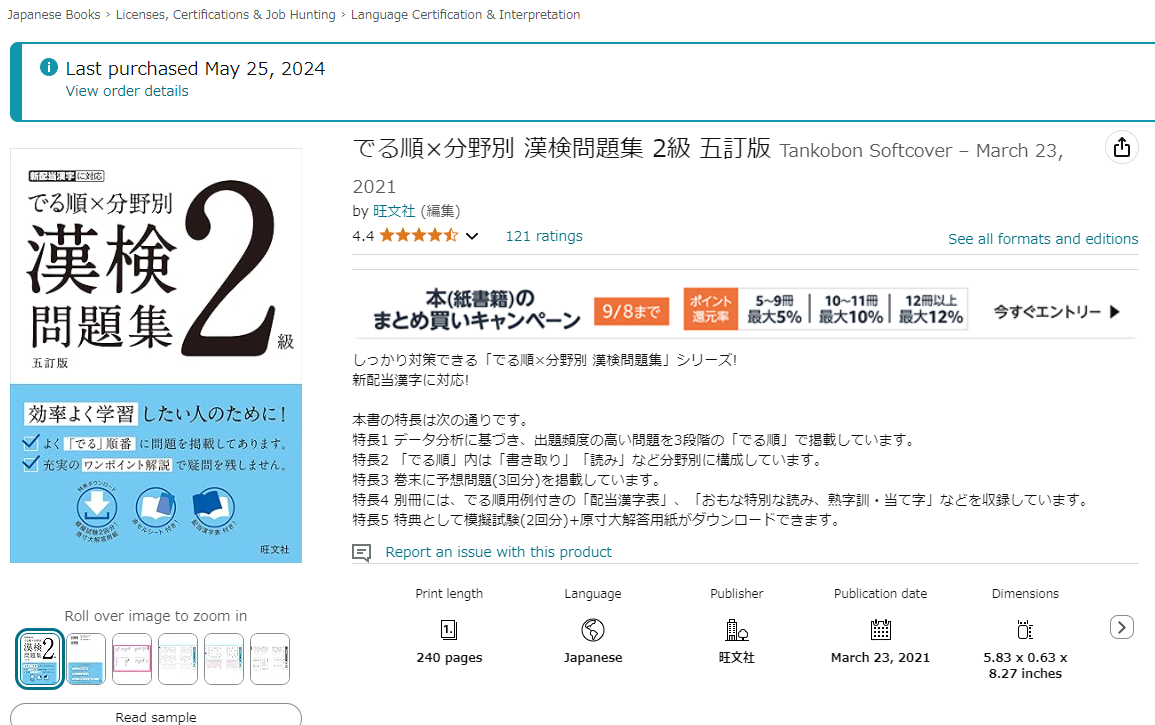 Japanese Books › Licenses, Certifications & Job Hunting › Language Certification & Interpretation
Last purchased May 25, 2024
View order details
新配当漢字に対応
でる順×分野別
漢検
問題集
2
級
五訂版
効率よく学習したい人のために!
よく「でる」順番に問題を掲載してあります。
充実のワンポイント解説で疑問を残しません。
特典ダウンロード
模擬試験2回分!
原寸大解答用紙
赤セルシート付き!
配当漢字表付き!
旺文社
Roll over image to zoom in
Read sample
でる順×分野別 漢検問題集 2級 五訂版 Tankobon Softcover – March 23,
2021
by 旺文社 (編集)
4.4
121 ratings
See all formats and editions
本(紙書籍)の
まとめ買いキャンペーン
9/8まで
ポイント
還元率
5~9冊
最大5%
10~11冊
最大10%
12冊以上
最大12%
今すぐエントリー ▶
しっかり対策できる「でる順×分野別 漢検問題集」シリーズ!
新配当漢字に対応!
本書の特長は次の通りです。
特長1 データ分析に基づき、出題頻度の高い問題を3段階の「でる順」で掲載しています。
特長2 「でる順」内は「書き取り」「読み」など分野別に構成しています。
特長3 巻末に予想問題(3回分)を掲載しています。
特長4 別冊には、でる順用例付きの「配当漢字表」、「おもな特別な読み、熟字訓・当て字」などを収録しています。
特長5 特典として模擬試験(2回分)+原寸大解答用紙がダウンロードできます。
Report an issue with this product
Print length
1.
240 pages
Language
Japanese
Publisher
旺文社
Publication date
March 23, 2021
Dimensions
5.83 x 0.63 x
8.27 inches